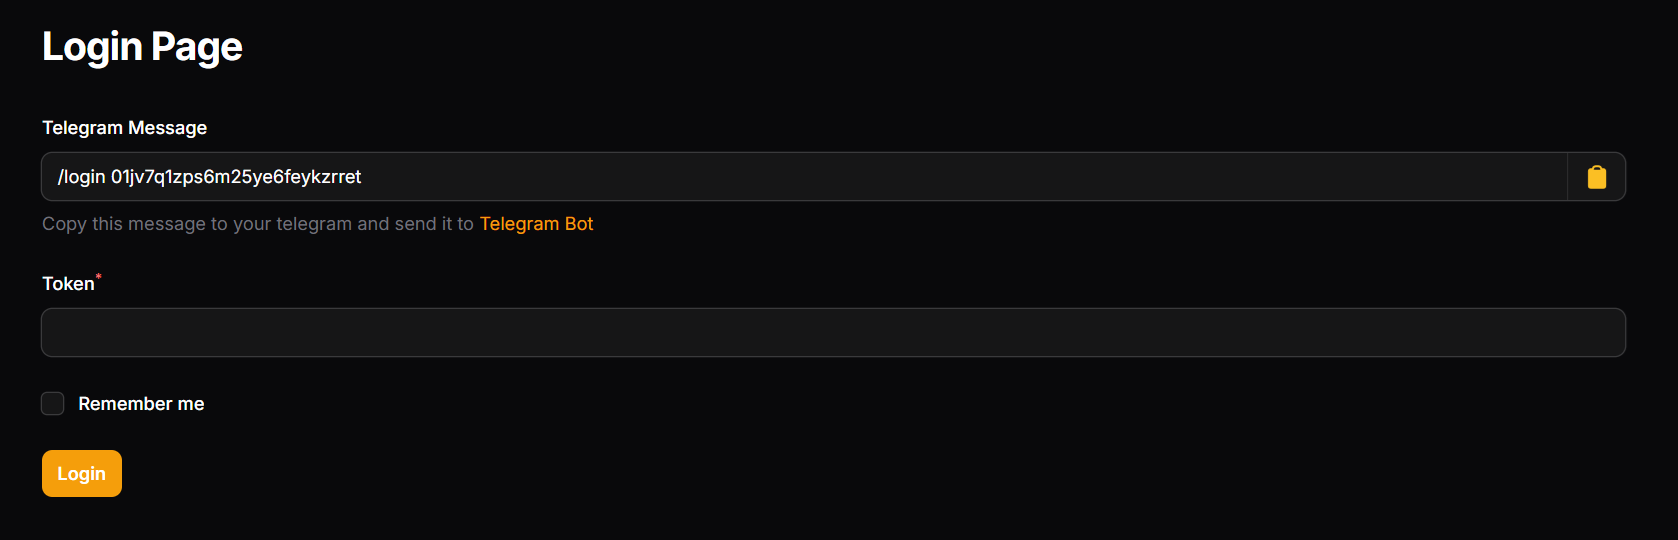 Login Page
Telegram Message
/login 01jv7q1zps6m25ye6feykzrret
Copy this message to your telegram and send it to Telegram Bot
Token*
Remember me
Login